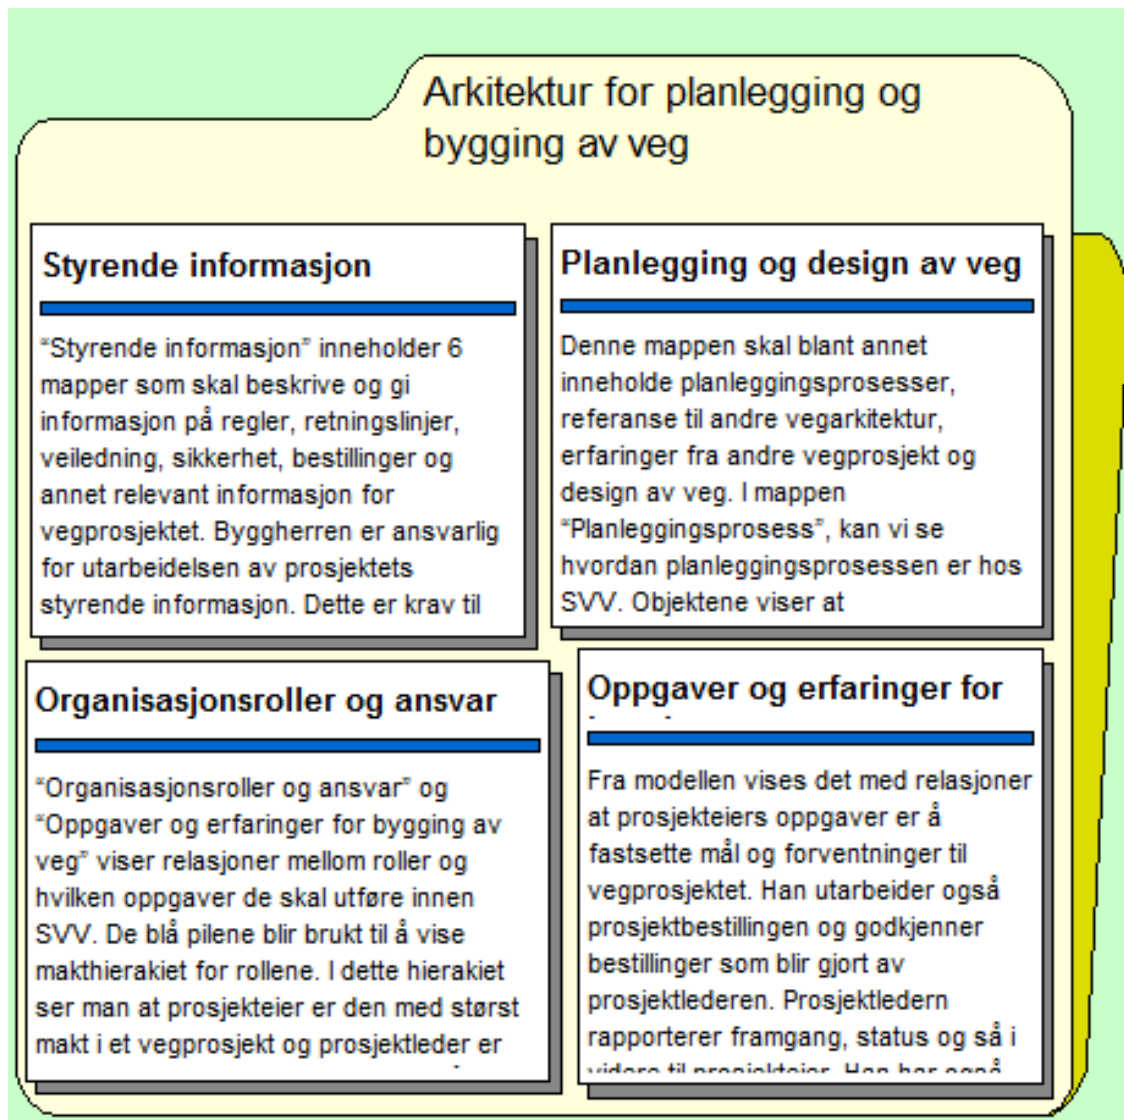 Arkitektur for planlegging og
bygging av veg
Styrende informasjon
“Styrende informasjon” inneholder 6
mapper som skal beskrive og gi
informasjon på regler, retningslinjer,
veiledning, sikkerhet, bestillinger og
annet relevant informasjon for
vegprosjektet. Byggherren er ansvarlig
for utarbeidelsen av prosjektets
styrende informasjon. Dette er krav til
Planlegging og design av veg
Denne mappen skal blant annet
inneholde planleggingsprosesser,
referanse til andre vegarkitektur,
erfaringer fra andre vegprosjekt og
design av veg. I mappen
“Planleggingsprosess”, kan vi se
hvordan planleggingsprosessen er hos
SVV. Objektene viser at
Organisasjonsroller og ansvar
“Organisasjonsroller og ansvar” og
“Oppgaver og erfaringer for bygging av
veg” viser relasjoner mellom roller og
hvilken oppgaver de skal utføre innen
SVV. De blå pilene blir brukt til å vise
makthierakiet for rollene. I dette hierakiet
ser man at prosjekteier er den med størst
makt i et vegprosjekt og prosjektleder er
Oppgaver og erfaringer for
Fra modellen vises det med relasjoner
at prosjekteiers oppgaver er å
fastsette mål og forventninger til
vegprosjektet. Han utarbeider også
prosjektbestillingen og godkjenner
bestillinger som blir gjort av
prosjektlederen. Prosjektledern
rapporterer framgang, status og så i
videre til prosjekteier. Han har også